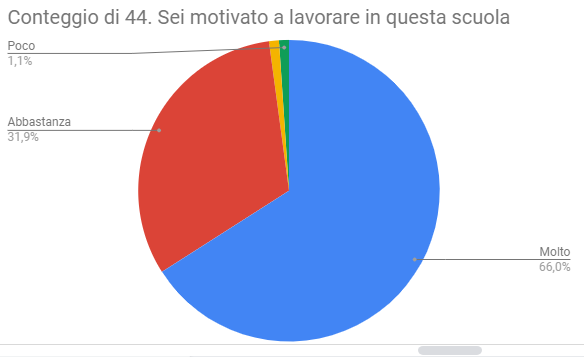 Conteggio di 44. Sei motivato a lavorare in questa scuola
Poco
1,1%
Abbastanza
31,9%
Molto
66,0%